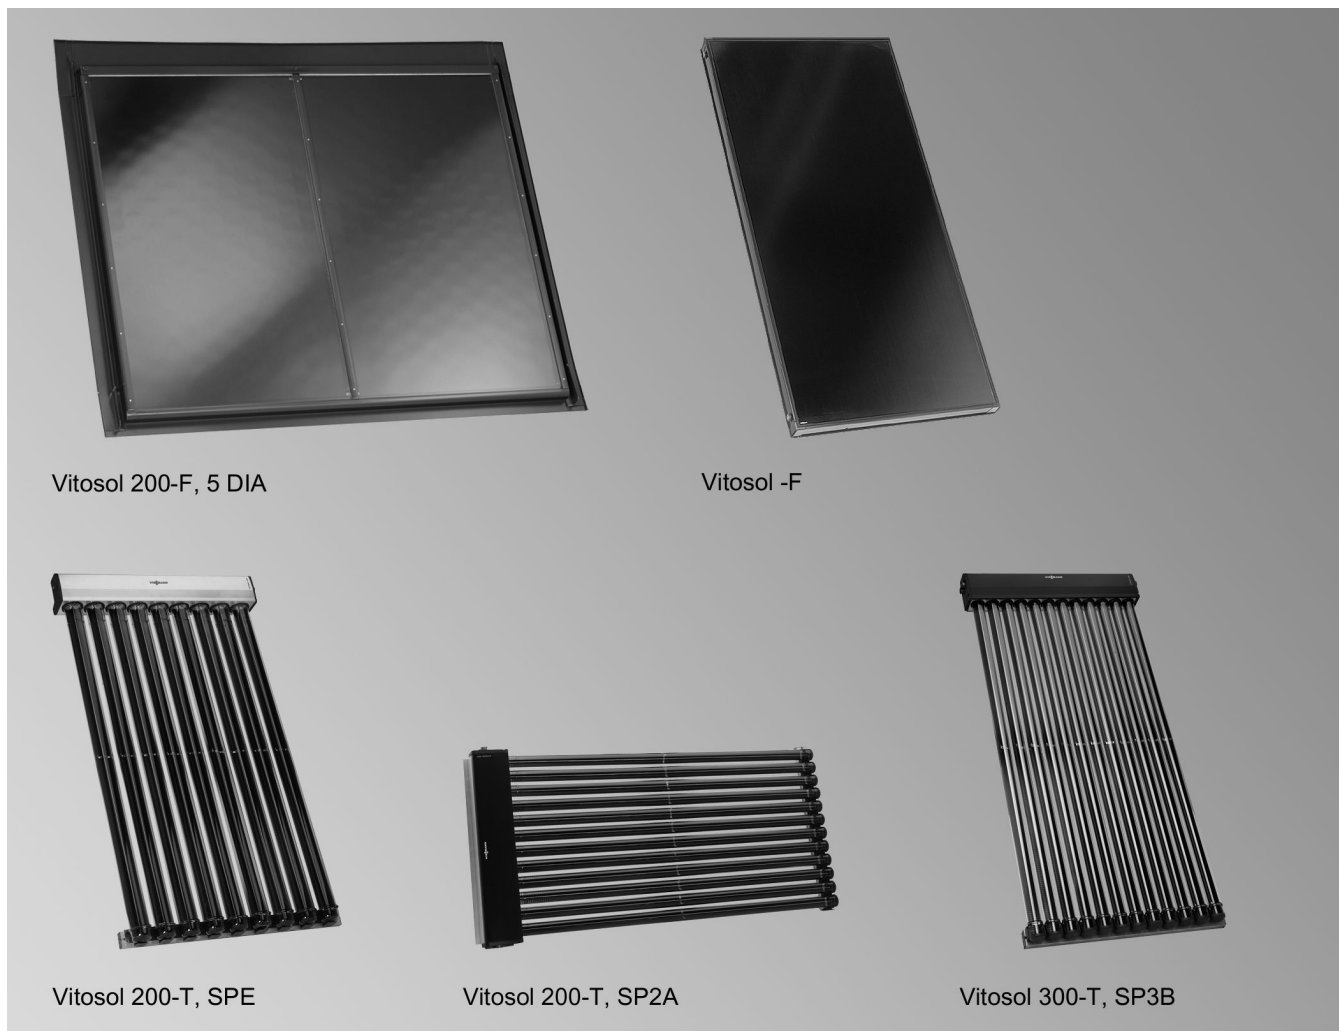 Vitosol 200-F, 5 DIA
Vitosol -F
Vitosol 200-T, SPE
Vitosol 200-T, SP2A
Vitosol 300-T, SP3B